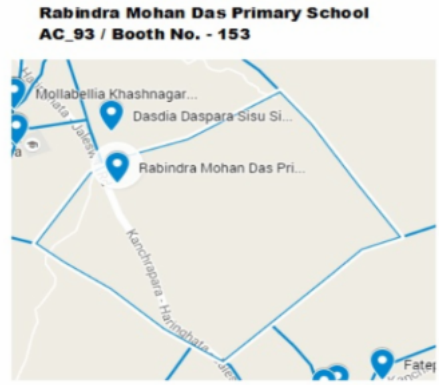 Rabindra Mohan Das Primary School
AC_93 / Booth No. - 153
Mollabellia Khashnagar...
Dasdia Daspara Sisu Si...
Rabindra Mohan Das Pri...
Kanchrapara - Haringhata